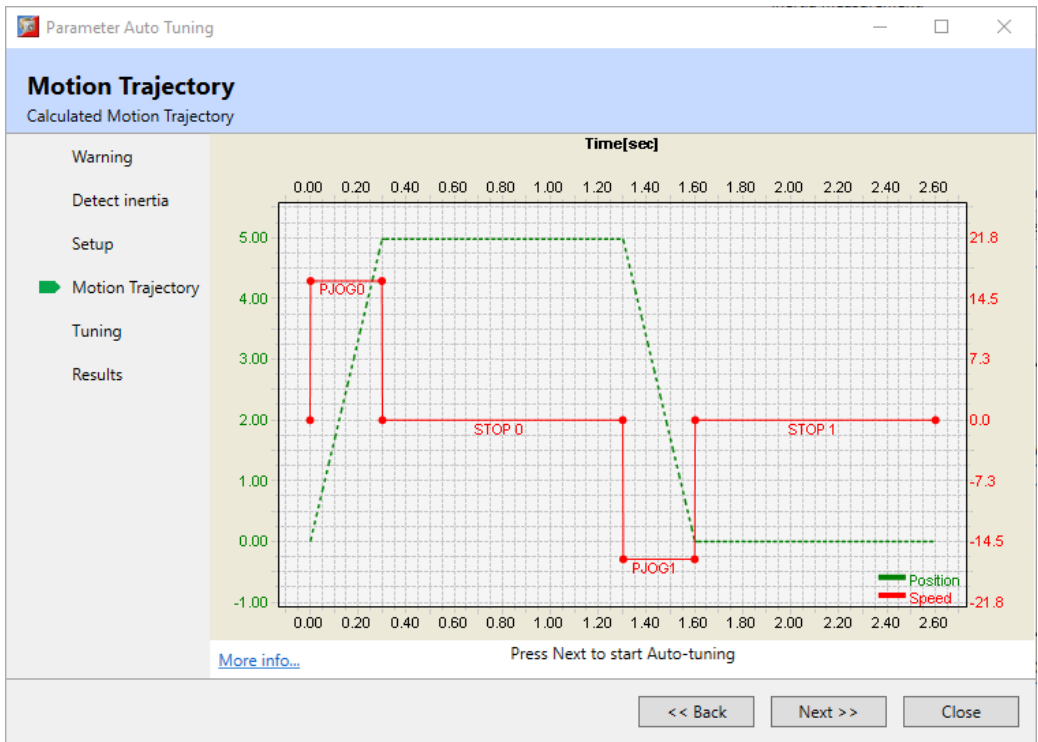 Parameter Auto Tuning
Motion Trajectory
Calculated Motion Trajectory
Warning
Detect inertia
Setup
Motion Trajectory
Tuning
Results
Time[sec]
0.00 0.20 0.40 0.60 0.80 1.00 1.20 1.40 1.60 1.80 2.00 2.20 2.40 2.60
5.00 21.8
PJOG0
4.00 14.5
3.00 7.3
2.00 0.0
STOP 0 STOP 1
1.00 -7.3
0.00 -14.5
PJOG1
Position
-1.00 Speed -21.8
0.00 0.20 0.40 0.60 0.80 1.00 1.20 1.40 1.60 1.80 2.00 2.20 2.40 2.60
More info...
Press Next to start Auto-tuning
<< Back Next >> Close